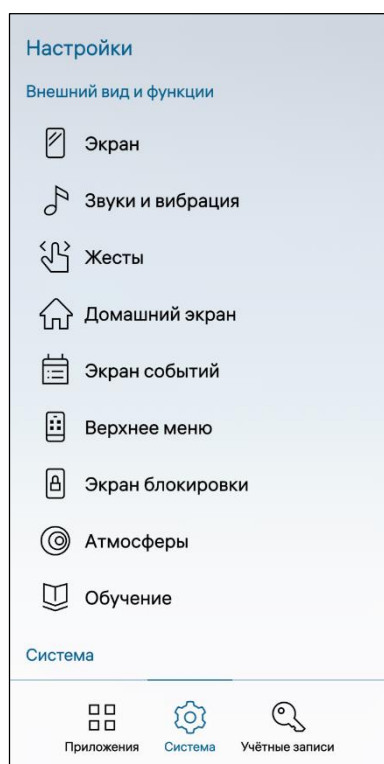 Настройки
Внешний вид и функции
Экран
Звуки и вибрация
Жесты
Домашний экран
Экран событий
Верхнее меню
Экран блокировки
Атмосферы
Обучение
Система
Приложения Система Учётные записи